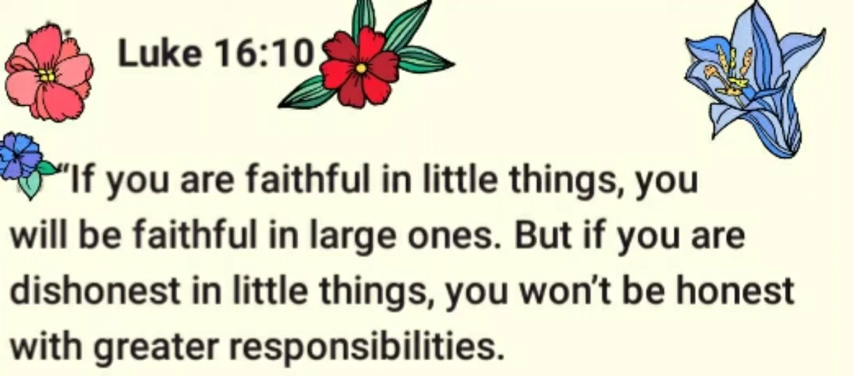 Luke 16:10
“If you are faithful in little things, you
will be faithful in large ones. But if you are
dishonest in little things, you won’t be honest
with greater responsibilities.